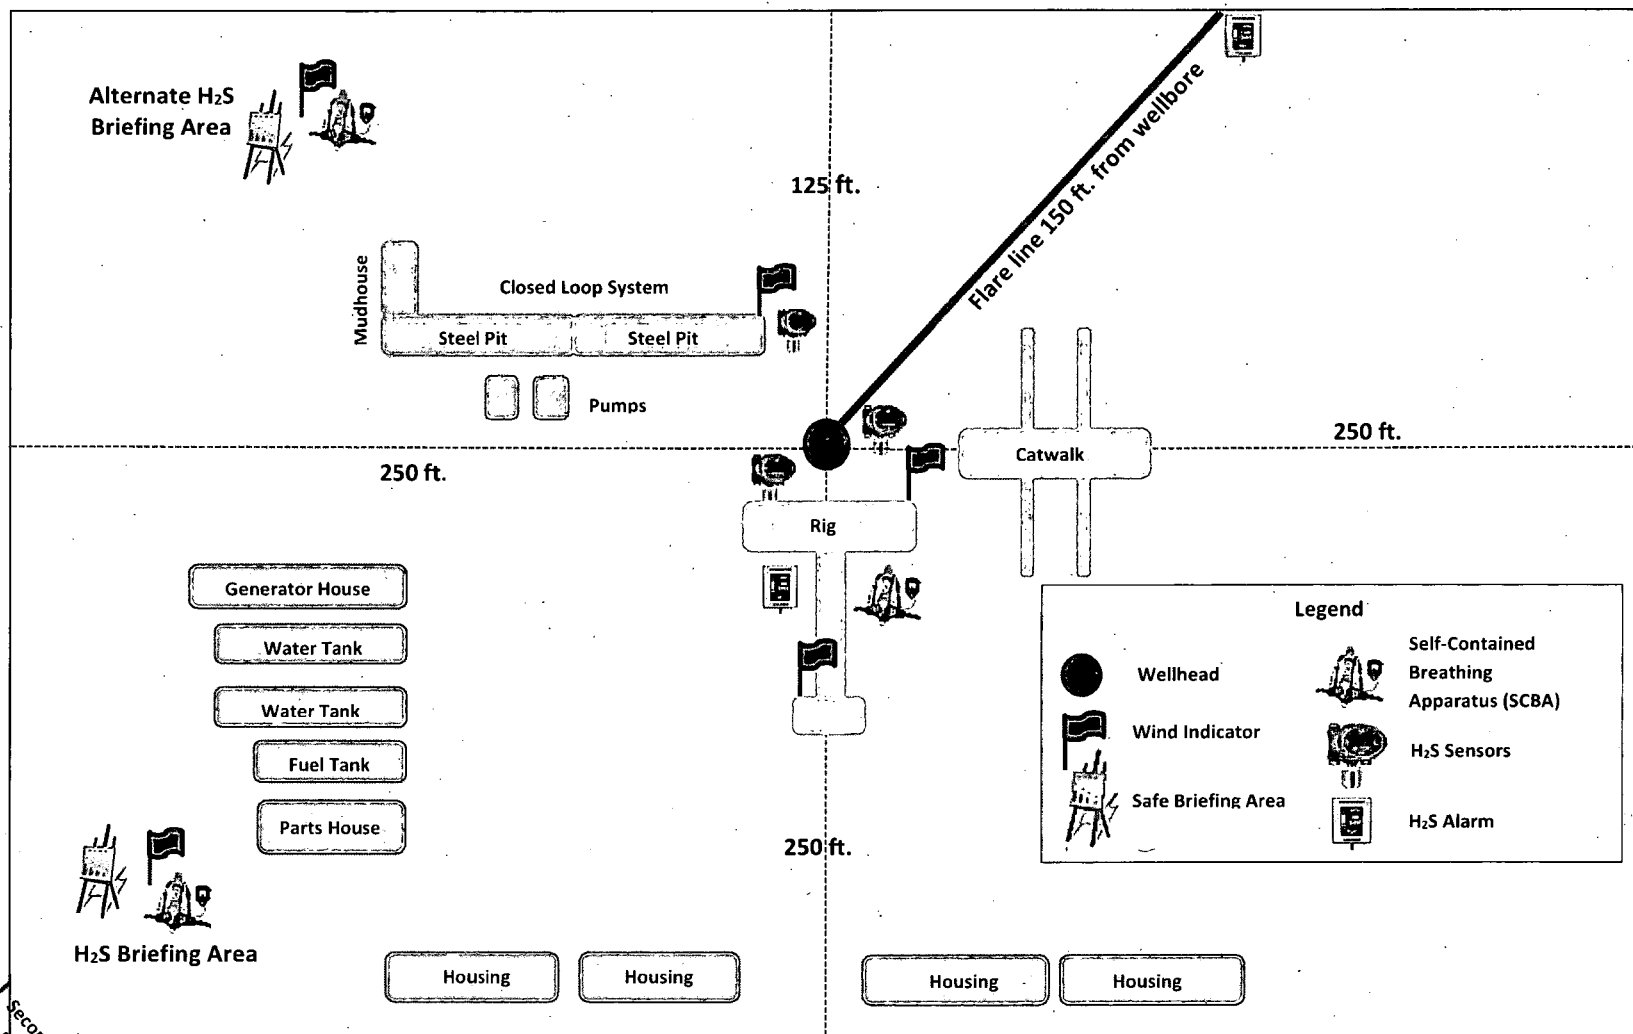 Alternate H₂S
Briefing Area
125 ft.
Flare line 150 ft. from wellbore
Mudhouse
Closed Loop System
Steel Pit
Steel Pit
Pumps
250 ft.
250 ft.
Catwalk
Rig
Generator House
Water Tank
Water Tank
Fuel Tank
Parts House
250 ft.
H₂S Briefing Area
Housing
Housing
Housing
Housing
Legend
Wellhead
Wind Indicator
Safe Briefing Area
Self-Contained
Breathing
Apparatus (SCBA)
H₂S Sensors
H₂S Alarm